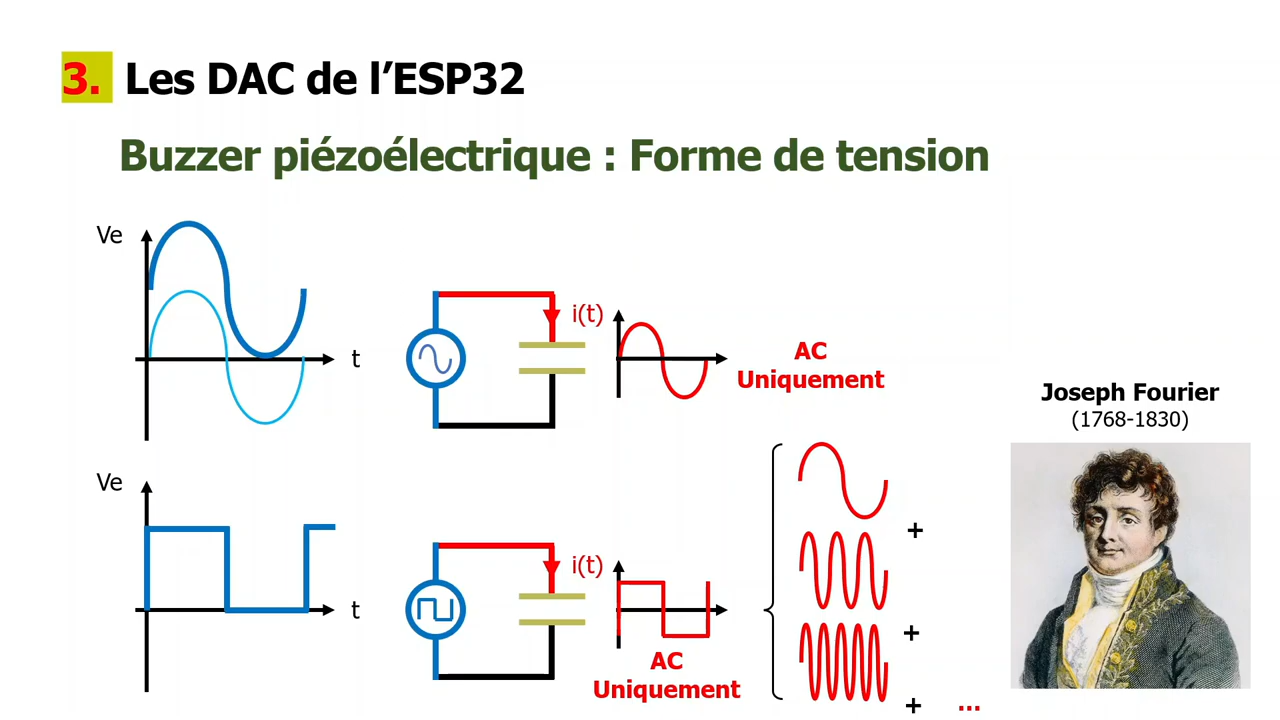 3. Les DAC de l’ESP32
Buzzer piézoélectrique : Forme de tension
Ve
t
i(t)
AC
Uniquement
Joseph Fourier
(1768-1830)
Ve
t
i(t)
AC
Uniquement
+
+
+ ...